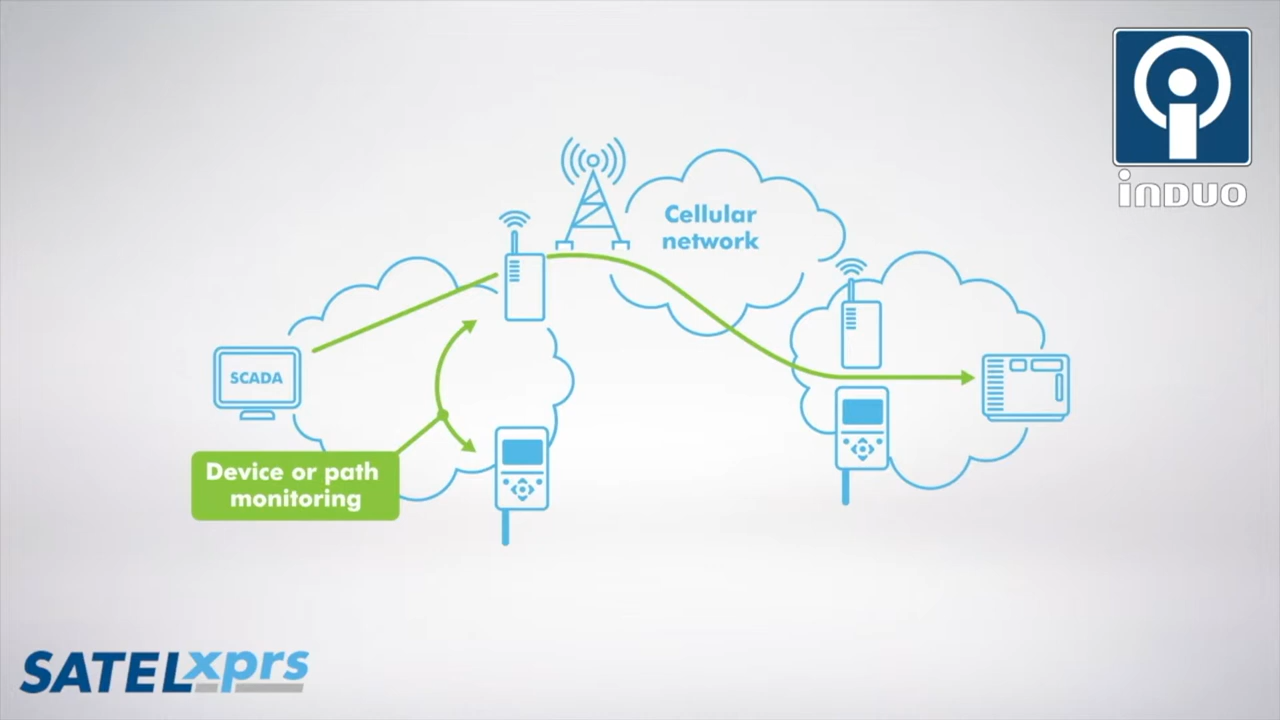 iNDUO
Cellular
network
SCADA
Device or path
monitoring
SATELxprs